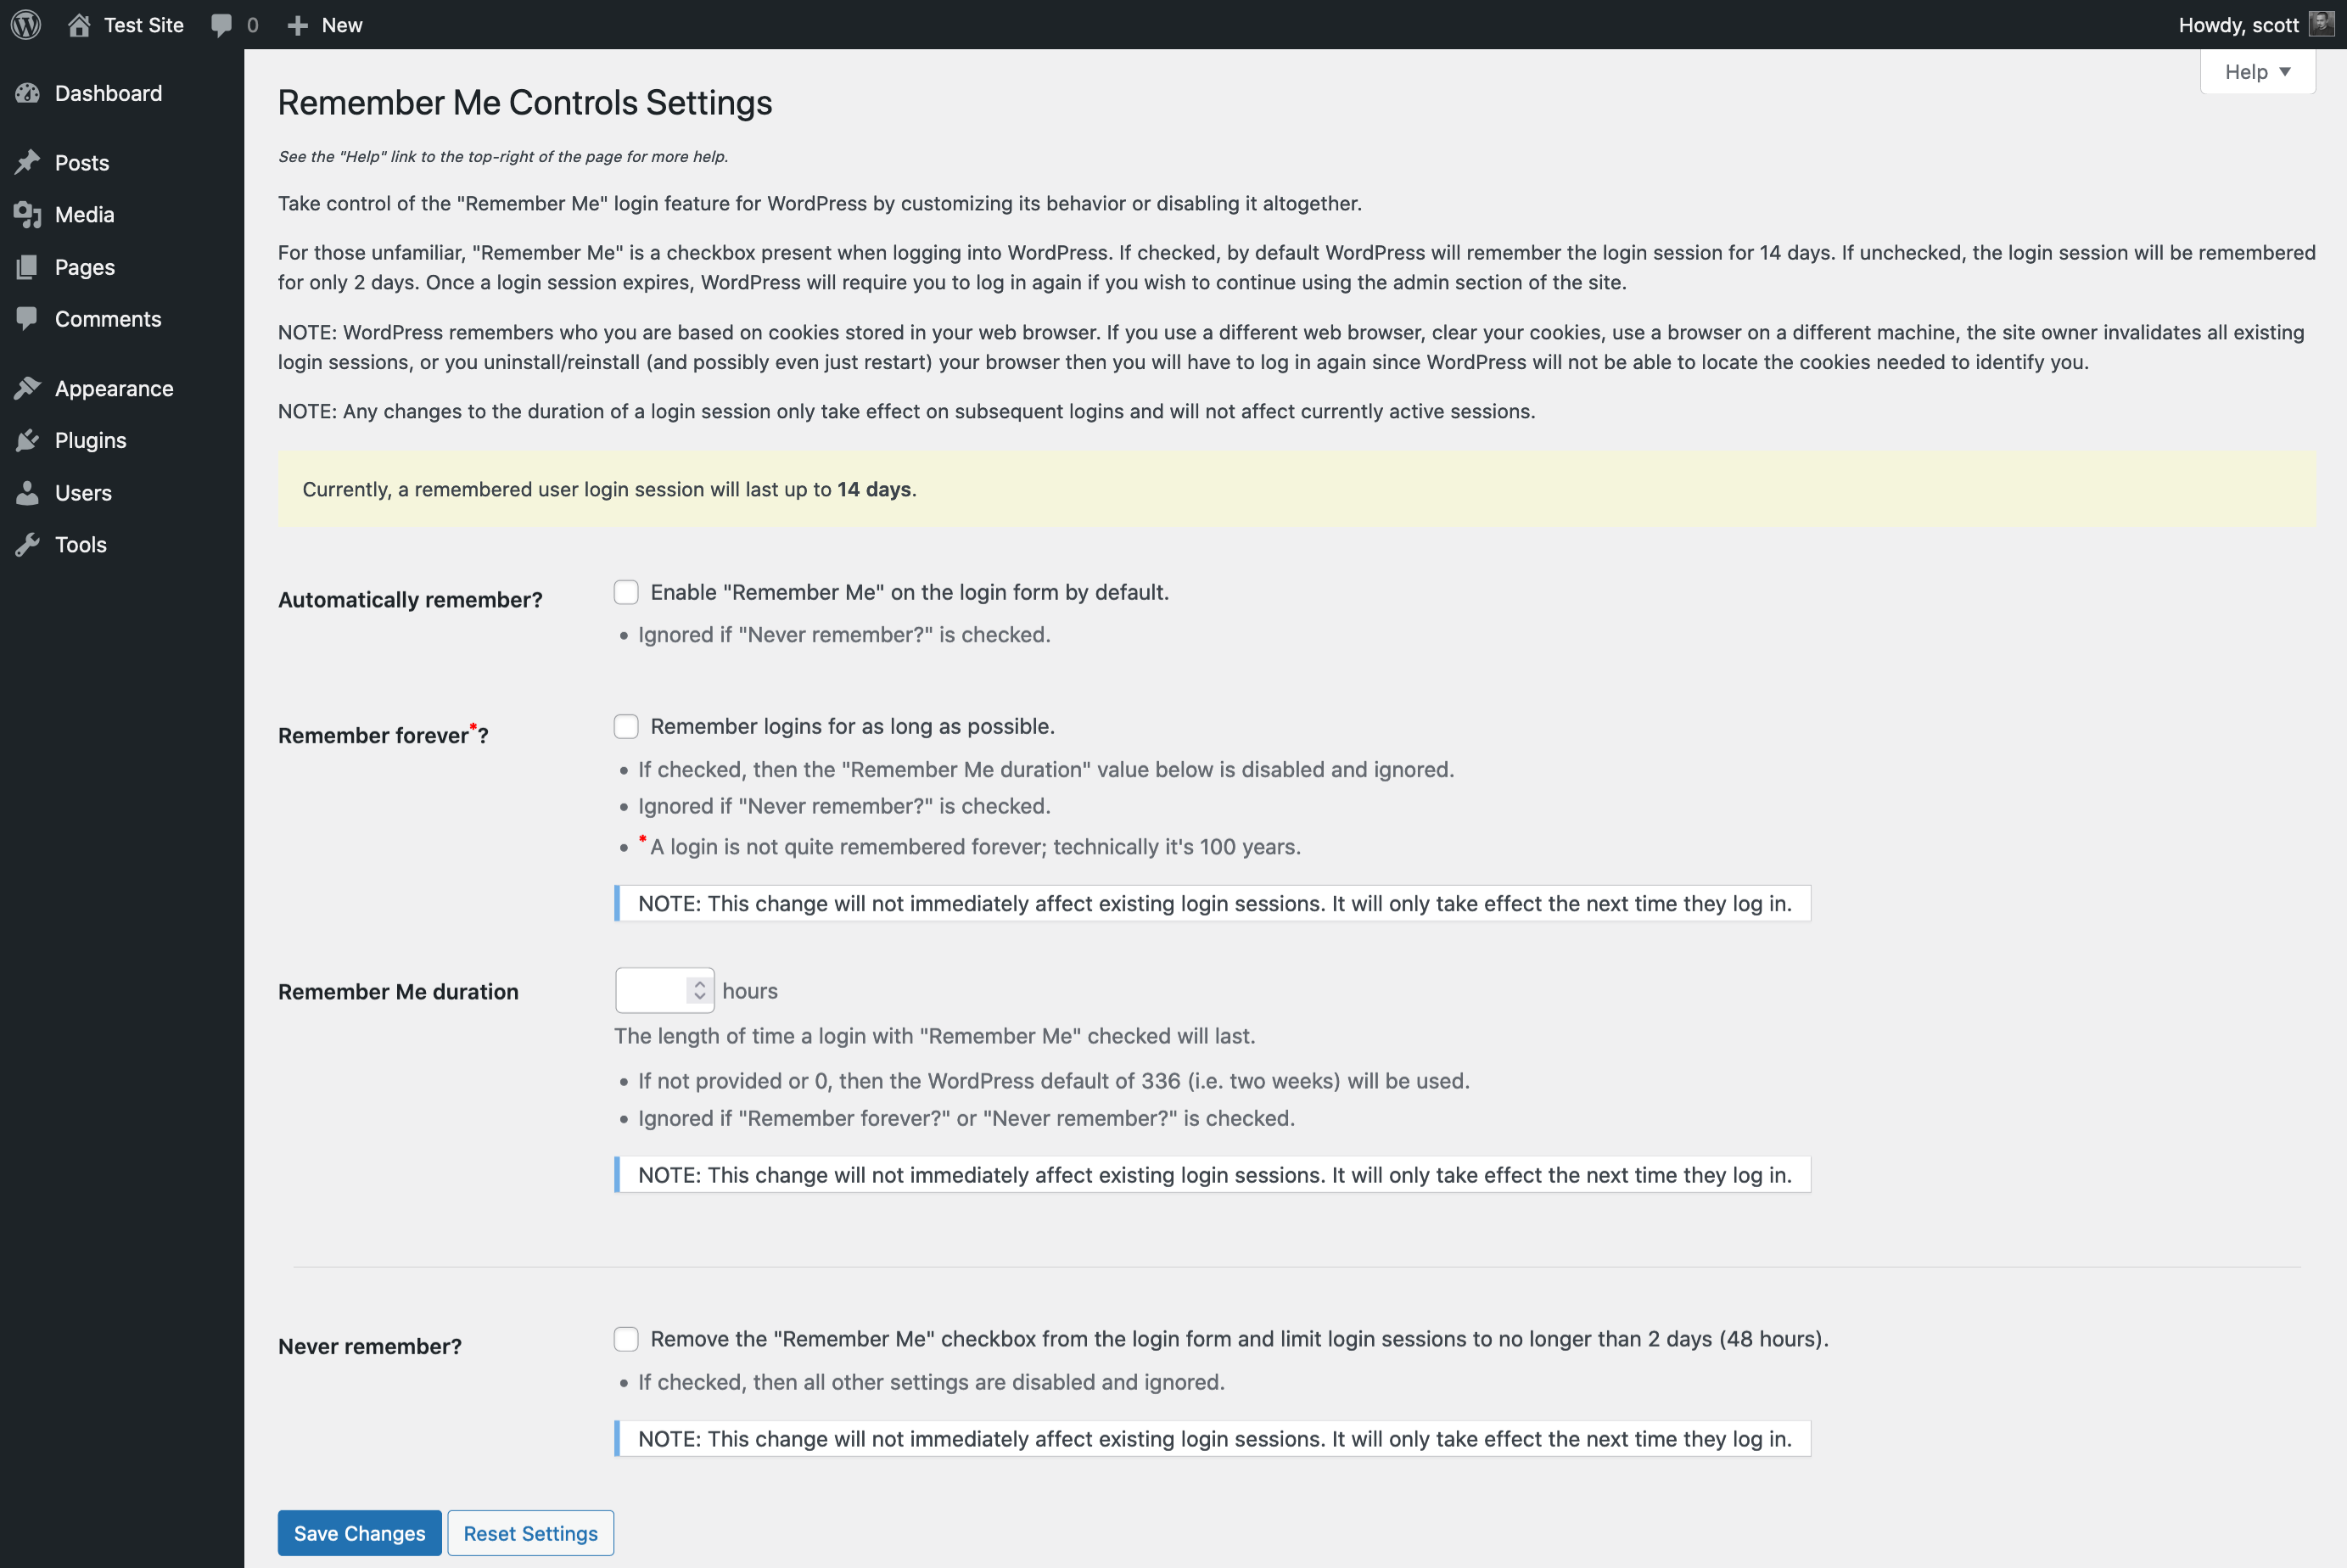 Test Site 0 New Howdy, scott
Help
Dashboard
Posts
Media
Pages
Comments
Appearance
Plugins
Users
Tools
Remember Me Controls Settings
See the "Help" link to the top-right of the page for more help.
Take control of the "Remember Me" login feature for WordPress by customizing its behavior or disabling it altogether.
For those unfamiliar, "Remember Me" is a checkbox present when logging into WordPress. If checked, by default WordPress will remember the login session for 14 days. If unchecked, the login session will be remembered
for only 2 days. Once a login session expires, WordPress will require you to log in again if you wish to continue using the admin section of the site.
NOTE: WordPress remembers who you are based on cookies stored in your web browser. If you use a different web browser, clear your cookies, use a browser on a different machine, the site owner invalidates all existing
login sessions, or you uninstall/reinstall (and possibly even just restart) your browser then you will have to log in again since WordPress will not be able to locate the cookies needed to identify you.
NOTE: Any changes to the duration of a login session only take effect on subsequent logins and will not affect currently active sessions.
Currently, a remembered user login session will last up to 14 days.
Automatically remember?
Enable "Remember Me" on the login form by default.
• Ignored if "Never remember?" is checked.
Remember forever*?
Remember logins for as long as possible.
• If checked, then the "Remember Me duration" value below is disabled and ignored.
• Ignored if "Never remember?" is checked.
• * A login is not quite remembered forever; technically it's 100 years.
NOTE: This change will not immediately affect existing login sessions. It will only take effect the next time they log in.
Remember Me duration
hours
The length of time a login with "Remember Me" checked will last.
• If not provided or 0, then the WordPress default of 336 (i.e. two weeks) will be used.
• Ignored if "Remember forever?" or "Never remember?" is checked.
NOTE: This change will not immediately affect existing login sessions. It will only take effect the next time they log in.
Never remember?
Remove the "Remember Me" checkbox from the login form and limit login sessions to no longer than 2 days (48 hours).
• If checked, then all other settings are disabled and ignored.
NOTE: This change will not immediately affect existing login sessions. It will only take effect the next time they log in.
Save Changes Reset Settings